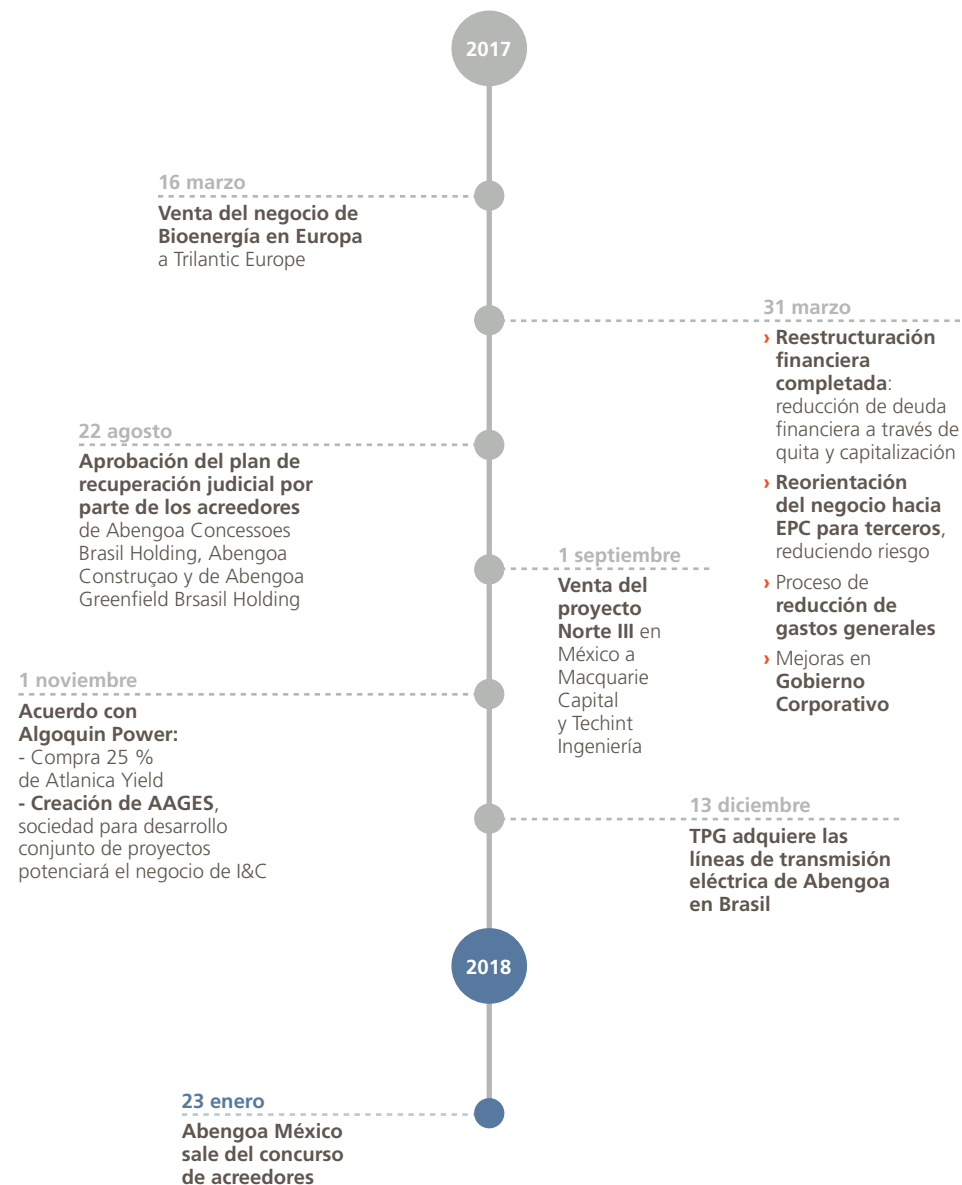 2017
16 marzo
Venta del negocio de
Bioenergía en Europa
a Trilantic Europe
31 marzo
› Reestructuración
financiera
completada:
reducción de deuda
financiera a través de
quita y capitalización
› Reorientación
del negocio hacia
EPC para terceros,
reduciendo riesgo
› Proceso de
reducción de
gastos generales
› Mejoras en
Gobierno
Corporativo
22 agosto
Aprobación del plan de
recuperación judicial por
parte de los acreedores
de Abengoa Concessoes
Brasil Holding, Abengoa
Construçao y de Abengoa
Greenfield Brsasil Holding
1 septiembre
Venta del
proyecto
Norte III en
México a
Macquarie
Capital
y Techint
Ingeniería
1 noviembre
Acuerdo con
Algoquin Power:
- Compra 25 %
de Atlanica Yield
- Creación de AAGES,
sociedad para desarrollo
conjunto de proyectos
potenciará el negocio de I&C
13 diciembre
TPG adquiere las
líneas de transmisión
eléctrica de Abengoa
en Brasil
2018
23 enero
Abengoa México
sale del concurso
de acreedores